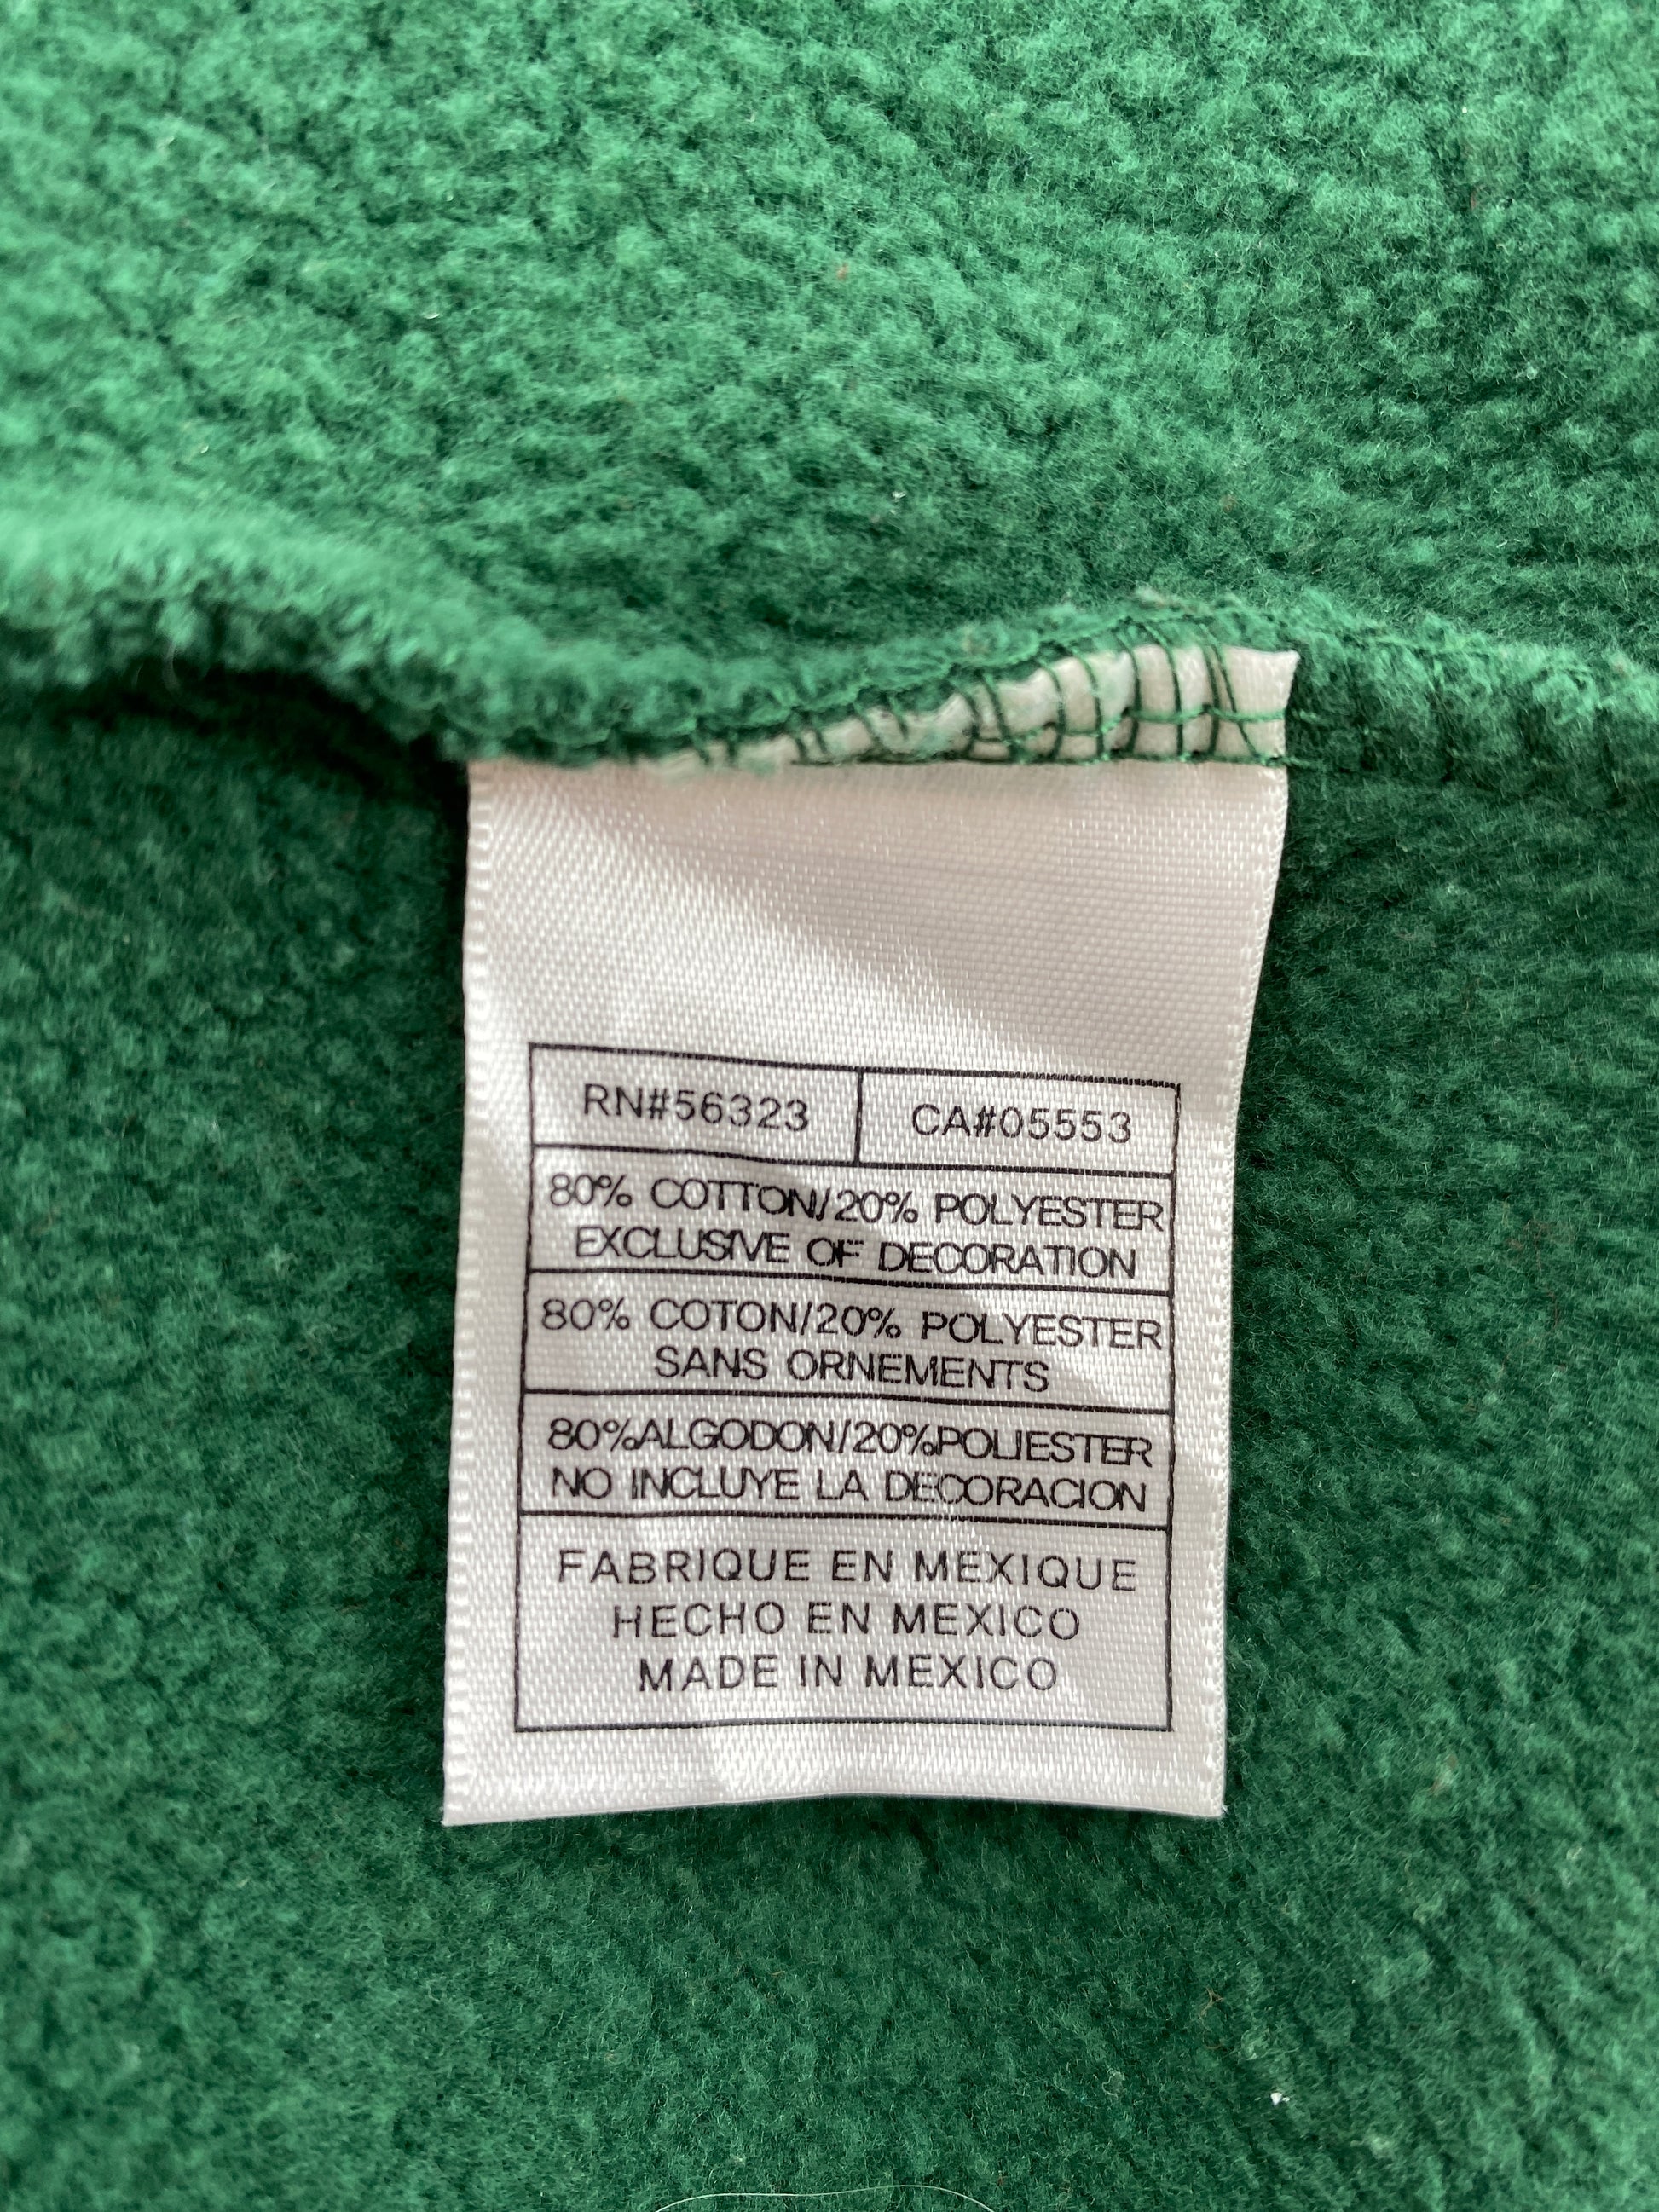 RN#56323 CA#05553
80% COTTON/20% POLYESTER
EXCLUSIVE OF DECORATION
80% COTON/20% POLYESTER
SANS ORNEMENTS
80%ALGODON/20%POLIESTER
NO INCLUYE LA DECORACION
FABRIQUE EN MEXIQUE
HECHO EN MEXICO
MADE IN MEXICO